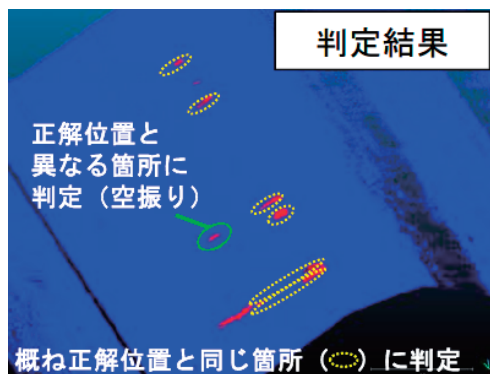 判定結果
正解位置と
異なる箇所に
判定（空振り）
概ね正解位置と同じ箇所（ ）に判定